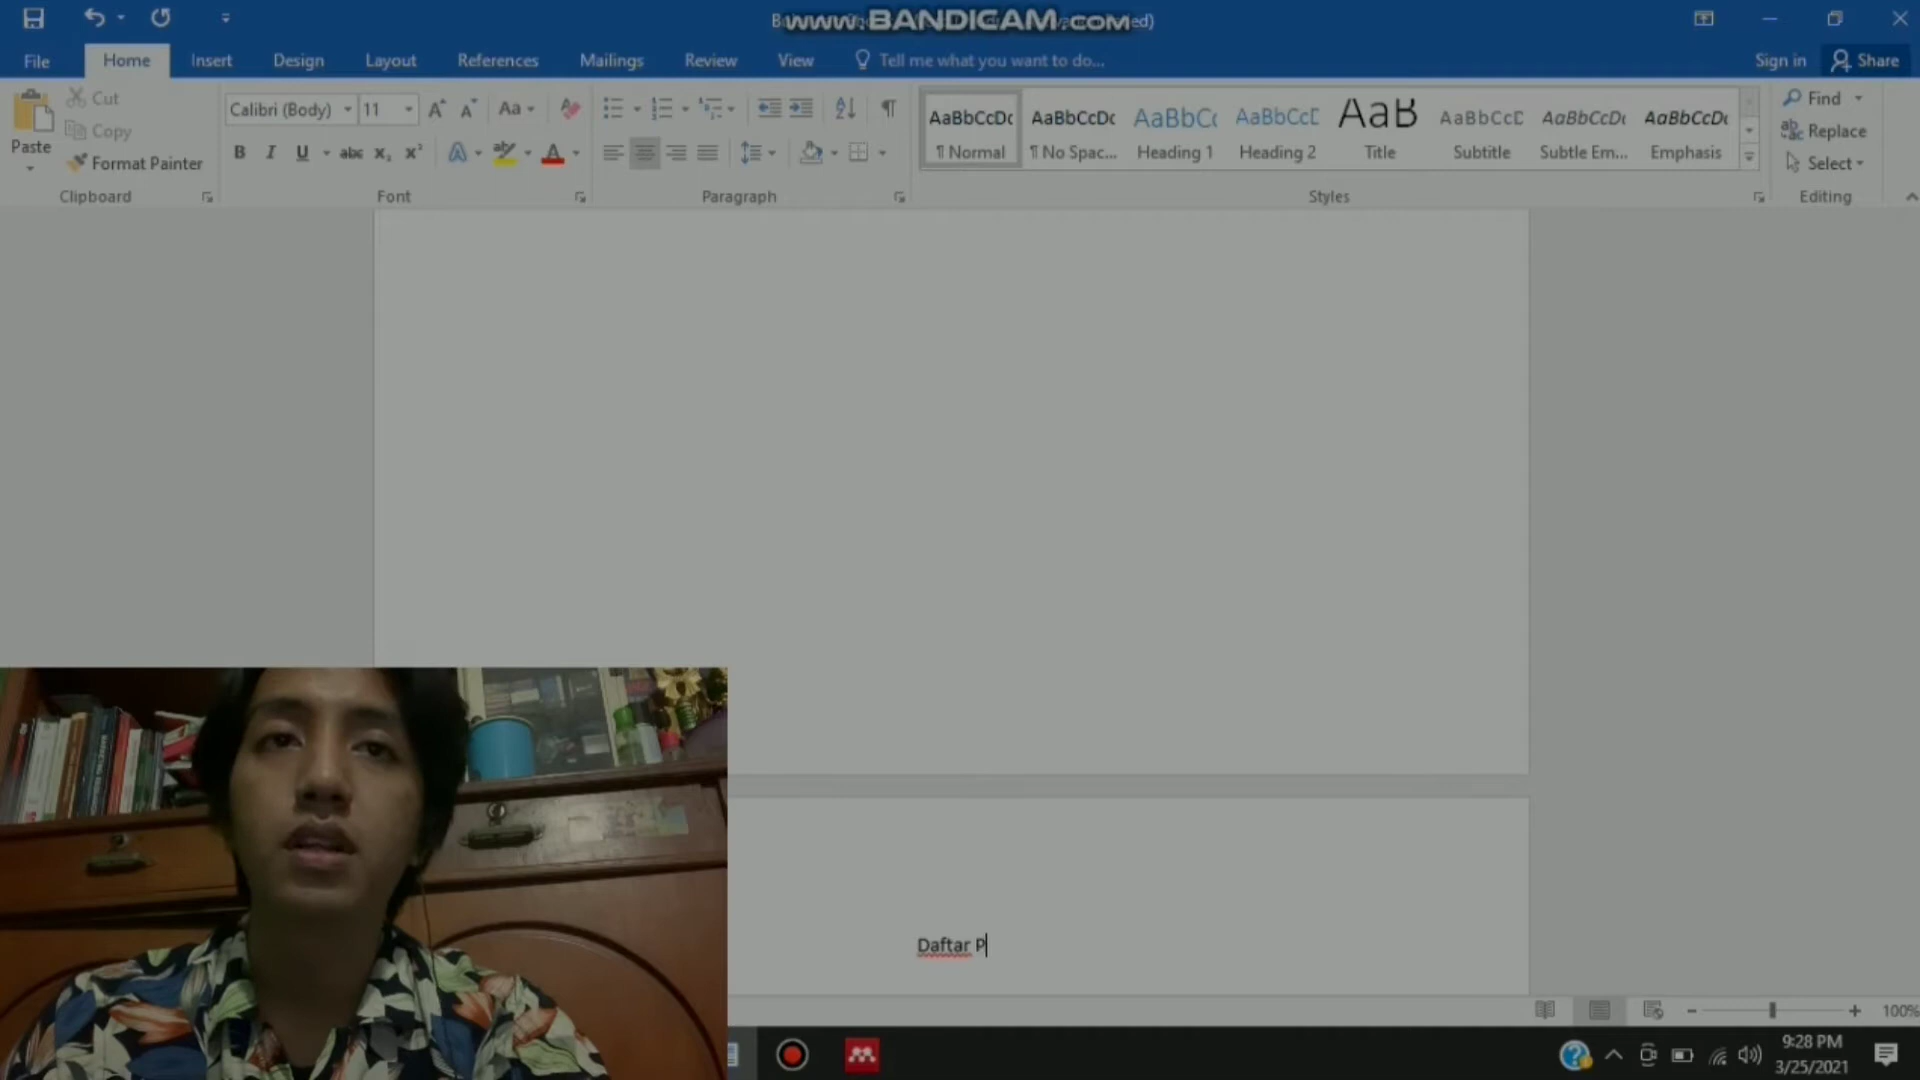 www.BANDICAM.com
ed)
File
Home
Insert
Design
Layout
References
Mailings
Review
View
Tell me what you want to do...
Sign in
Share
Paste
Cut
Copy
Format Painter
Clipboard
Calibri (Body)
11
Font
Paragraph
AaBbCcDc
¶ Normal
AaBbCcDc
¶ No Spac...
AaBbC
Heading 1
AaBbCcE
Heading 2
AaB
Title
AaBbCcD
Subtitle
AaBbCcDc
Subtle Em...
AaBbCcDc
Emphasis
Styles
Find
Replace
Select
Editing
Daftar P
100%
9:28 PM
3/25/2021